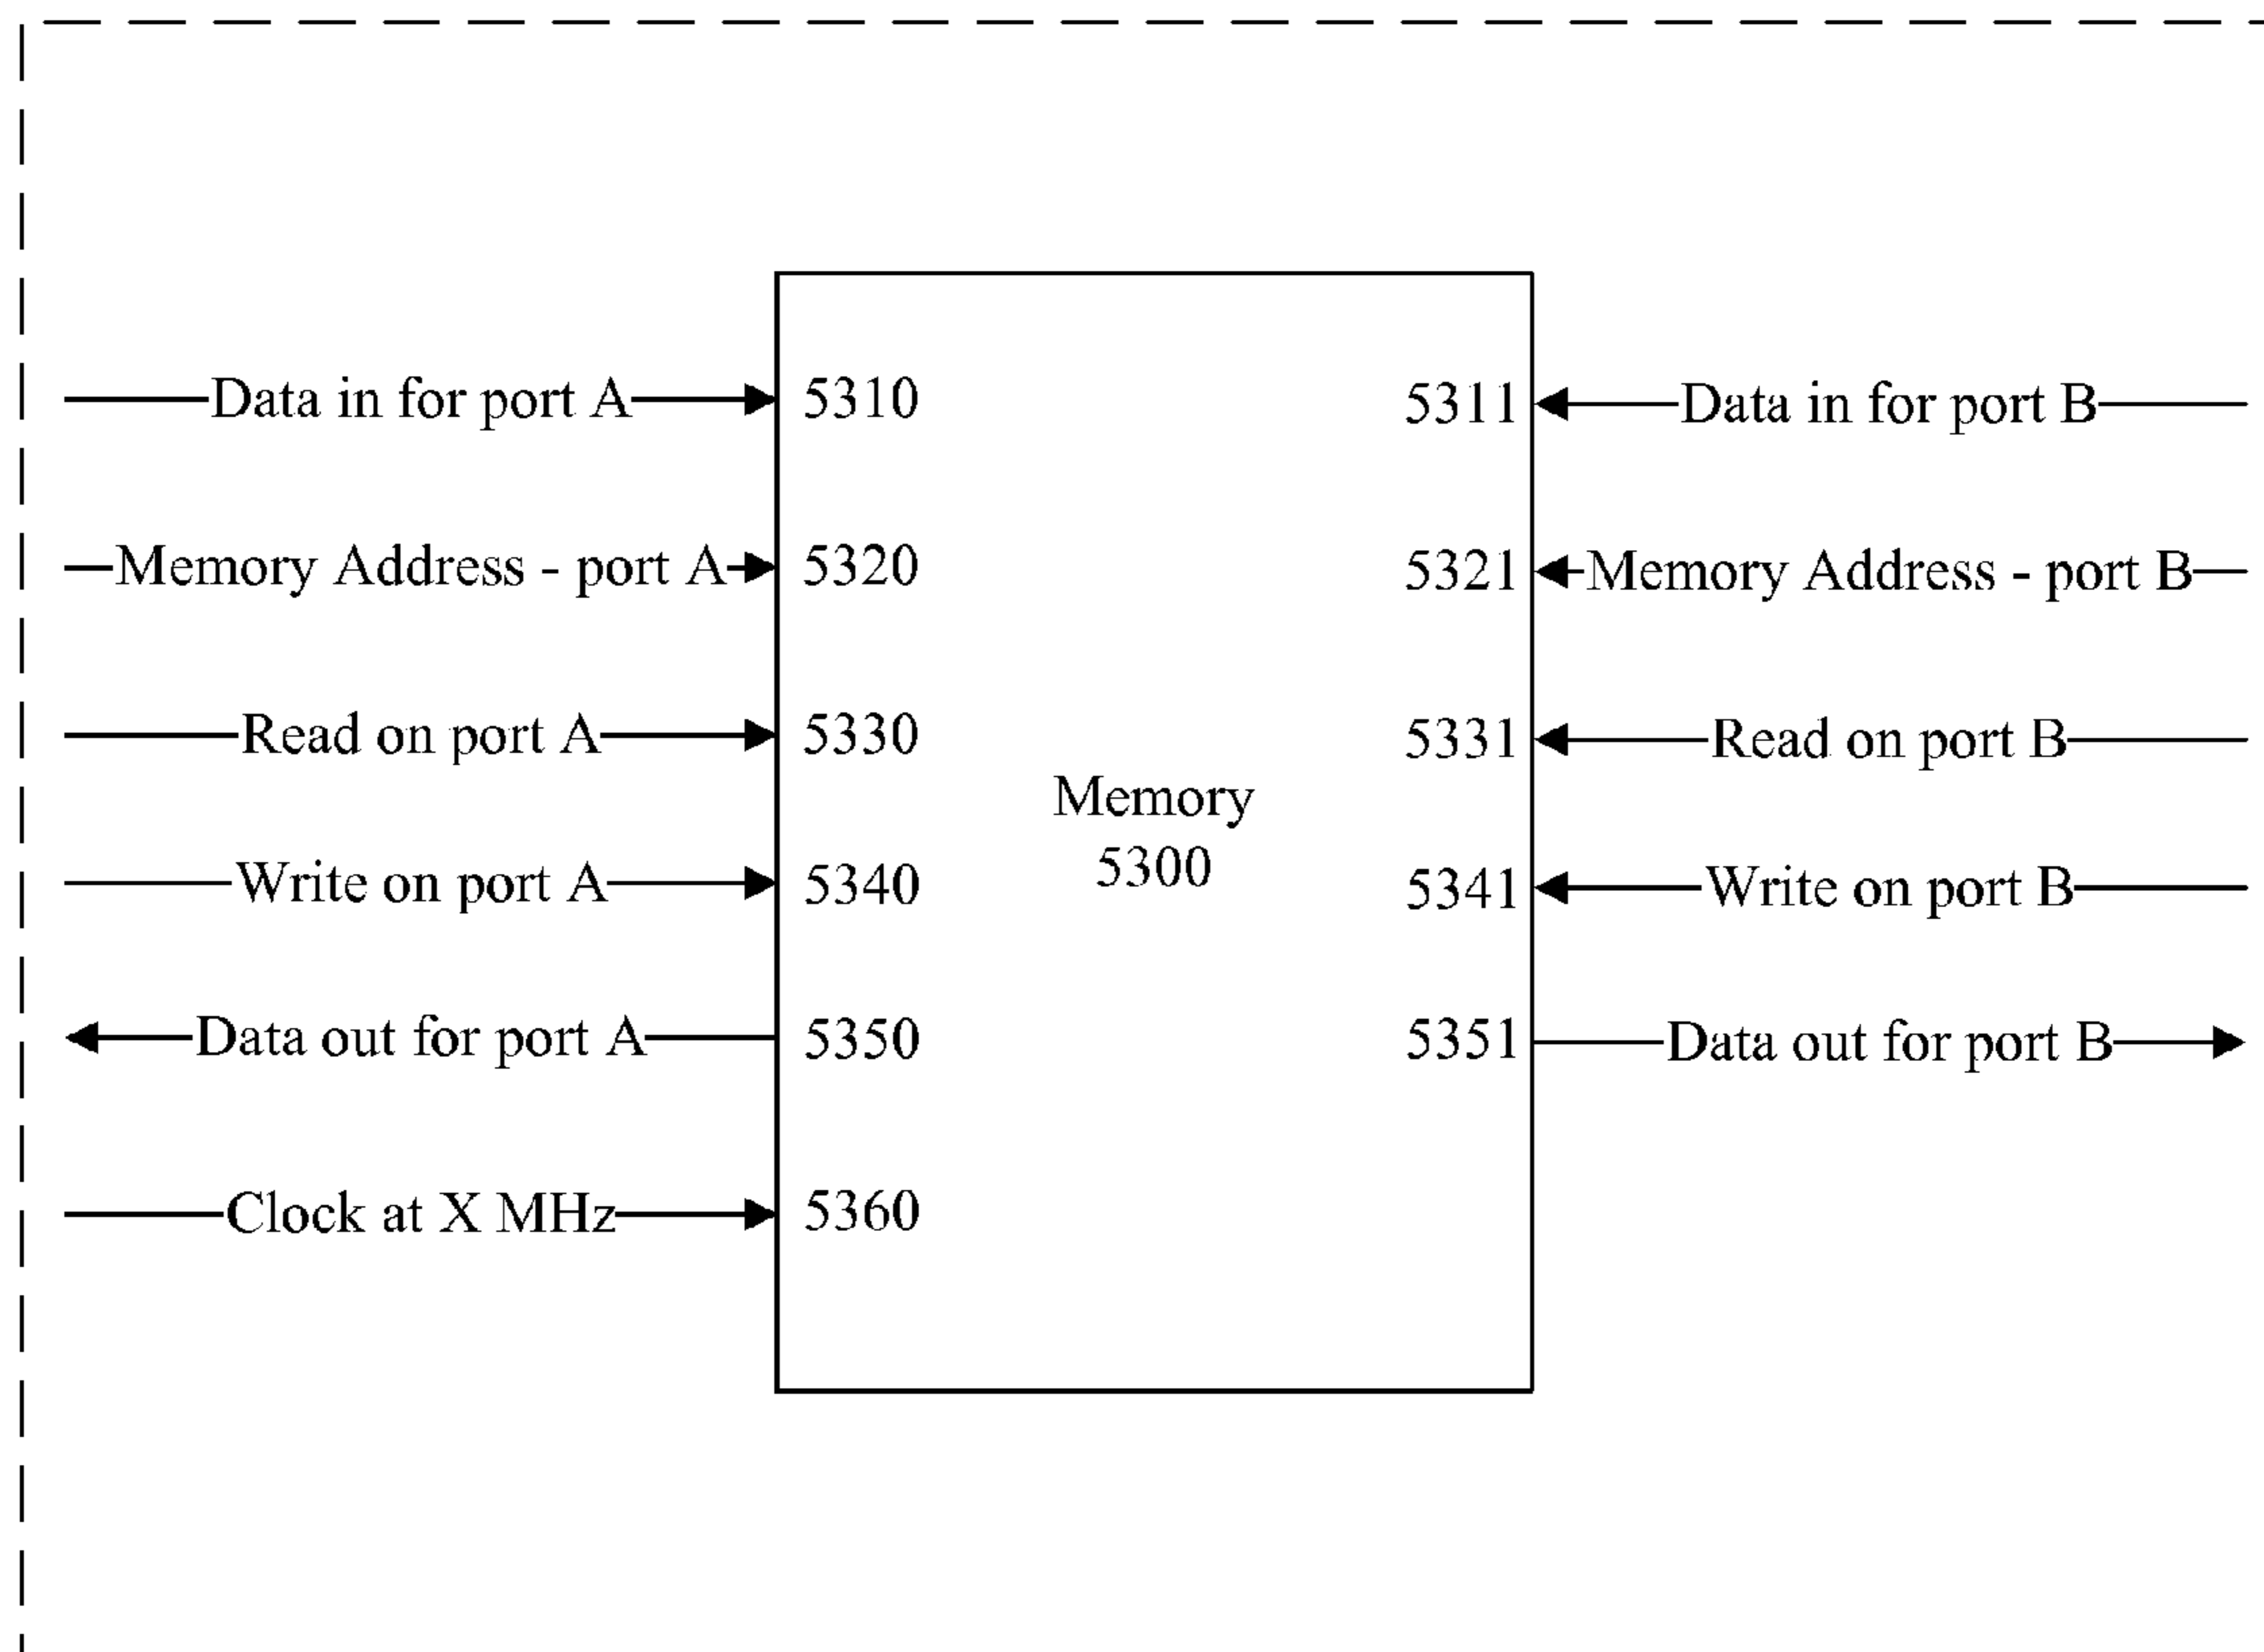 Data in for port A 5310 5311 Data in for port B
Memory Address - port A 5320 5321 Memory Address - port B
Read on port A 5330 5331 Read on port B
Memory
5300
Write on port A 5340 5341 Write on port B
Data out for port A 5350 5351 Data out for port B
Clock at X MHz 5360